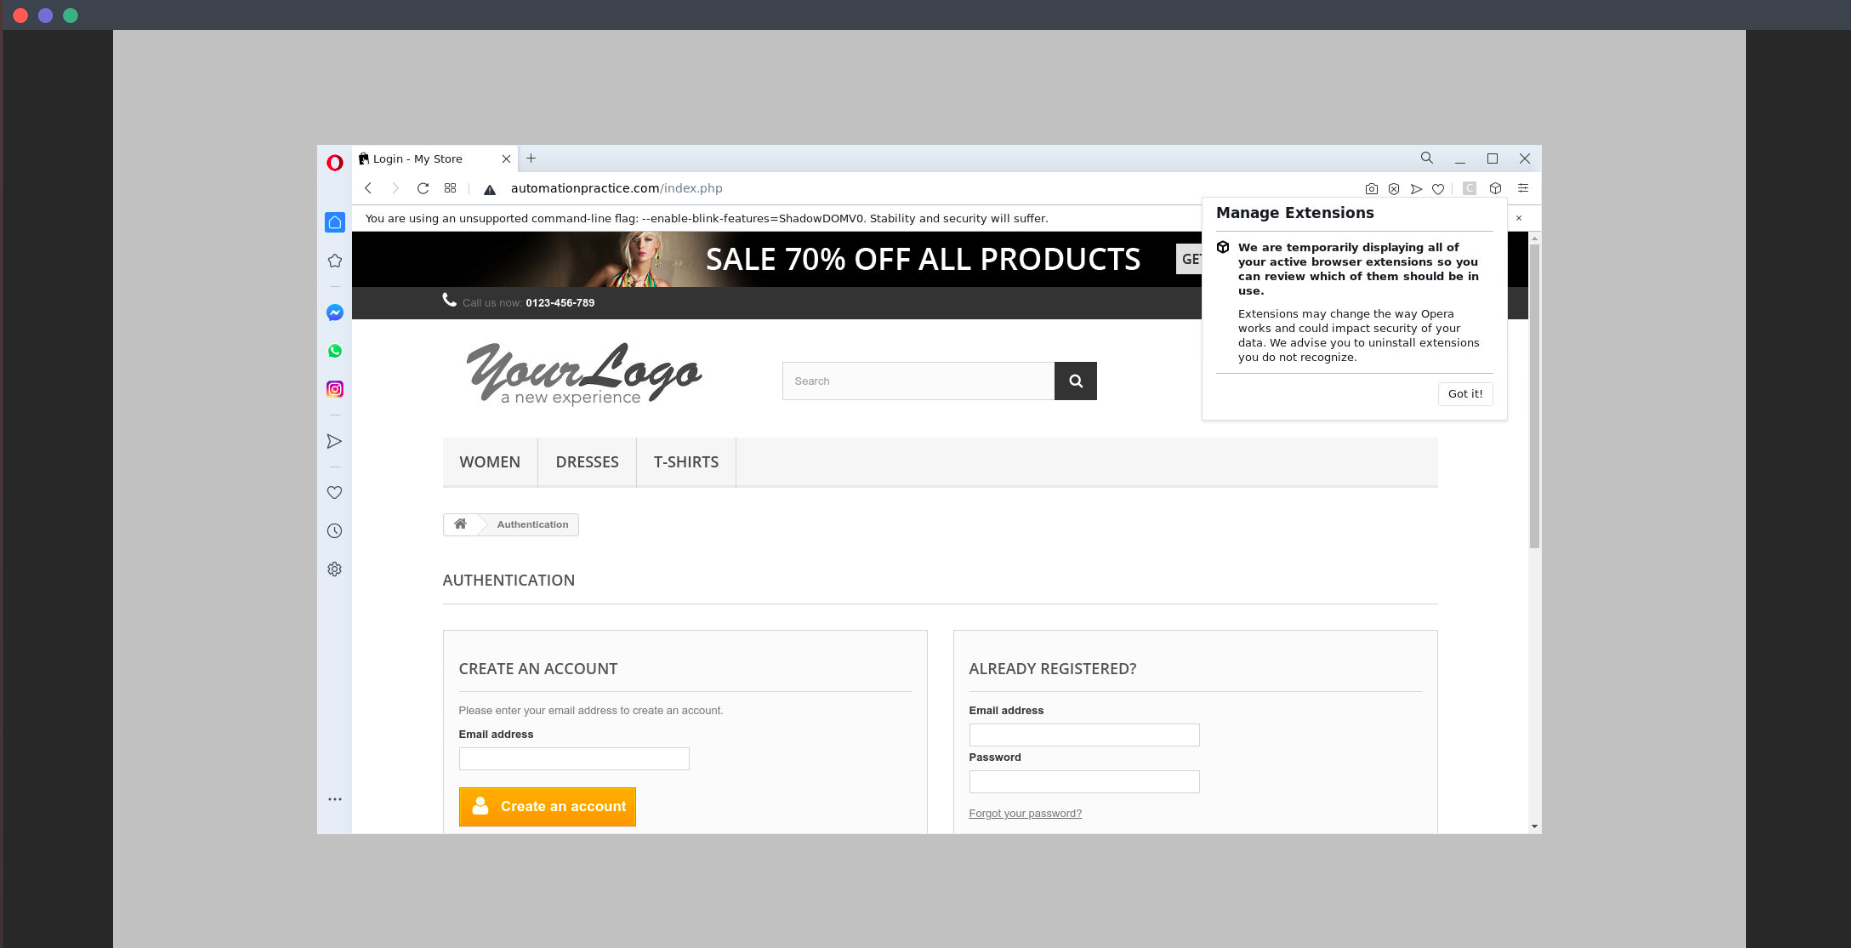 Login - My Store
automationpractice.com/index.php
You are using an unsupported command-line flag: --enable-blink-features=ShadowDOMV0. Stability and security will suffer.
Manage Extensions
We are temporarily displaying all of
your active browser extensions so you
can review which of them should be in
use.
Extensions may change the way Opera
works and could impact security of your
data. We advise you to uninstall extensions
you do not recognize.
Got it!
SALE 70% OFF ALL PRODUCTS
GET
Call us now: 0123-456-789
YourLogo
a new experience
Search
WOMEN
DRESSES
T-SHIRTS
Authentication
AUTHENTICATION
CREATE AN ACCOUNT
Please enter your email address to create an account.
Email address
Create an account
ALREADY REGISTERED?
Email address
Password
Forgot your password?